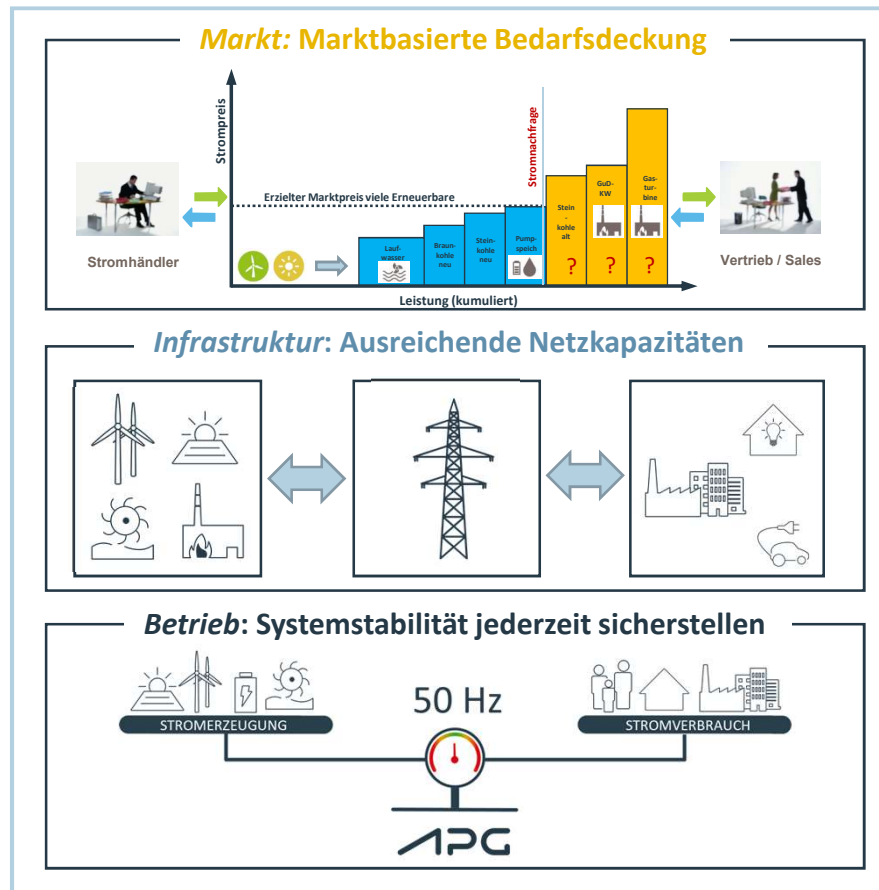 Markt: Marktbasierte Bedarfsdeckung
Strompreis
Stromnachfrage
Erzielter Marktpreis viele Erneuerbare
Lauf-
wasser
Braun-
kohle
neu
Stein-
kohle
neu
Pump-
speich
Stein
-
kohle
alt
?
GuD-
KW
?
Gas-
tur-
bine
?
Stromhändler
Vertrieb / Sales
Leistung (kumuliert)
Infrastruktur: Ausreichende Netzkapazitäten
Betrieb: Systemstabilität jederzeit sicherstellen
50 Hz
STROMERZEUGUNG
STROMVERBRAUCH
APG